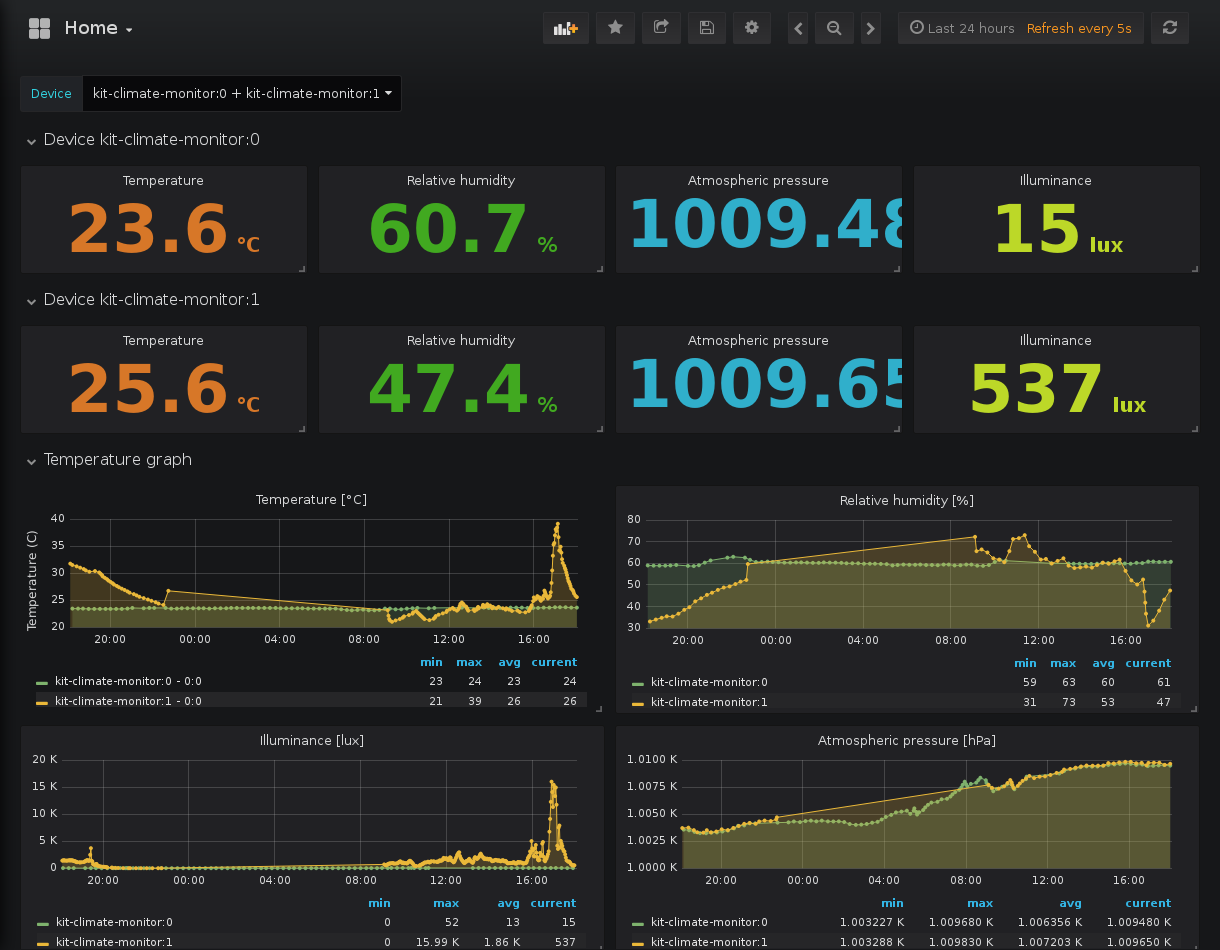 Home
Last 24 hours Refresh every 5s
Device kit-climate-monitor:0 + kit-climate-monitor:1
Device kit-climate-monitor:0
Temperature Relative humidity Atmospheric pressure Illuminance
23.6 °C 60.7 % 1009.48 15 lux
Device kit-climate-monitor:1
Temperature Relative humidity Atmospheric pressure Illuminance
25.6 °C 47.4 % 1009.65 537 lux
Temperature graph
Temperature [°C]
Temperature (C)
40
35
30
25
20
20:00 00:00 04:00 08:00 12:00 16:00
min max avg current
kit-climate-monitor:0 - 0:0 23 24 23 24
kit-climate-monitor:1 - 0:0 21 39 26 26
Relative humidity [%]
80
70
60
50
40
30
20:00 00:00 04:00 08:00 12:00 16:00
min max avg current
kit-climate-monitor:0 59 63 60 61
kit-climate-monitor:1 31 73 53 47
Illuminance [lux]
20 K
15 K
10 K
5 K
0
20:00 00:00 04:00 08:00 12:00 16:00
min max avg current
kit-climate-monitor:0 0 52 13 15
kit-climate-monitor:1 0 15.99 K 1.86 K 537
Atmospheric pressure [hPa]
1.0100 K
1.0075 K
1.0050 K
1.0025 K
1.0000 K
20:00 00:00 04:00 08:00 12:00 16:00
min max avg current
kit-climate-monitor:0 1.003227 K 1.009680 K 1.006356 K 1.009480 K
kit-climate-monitor:1 1.003288 K 1.009830 K 1.007203 K 1.009650 K